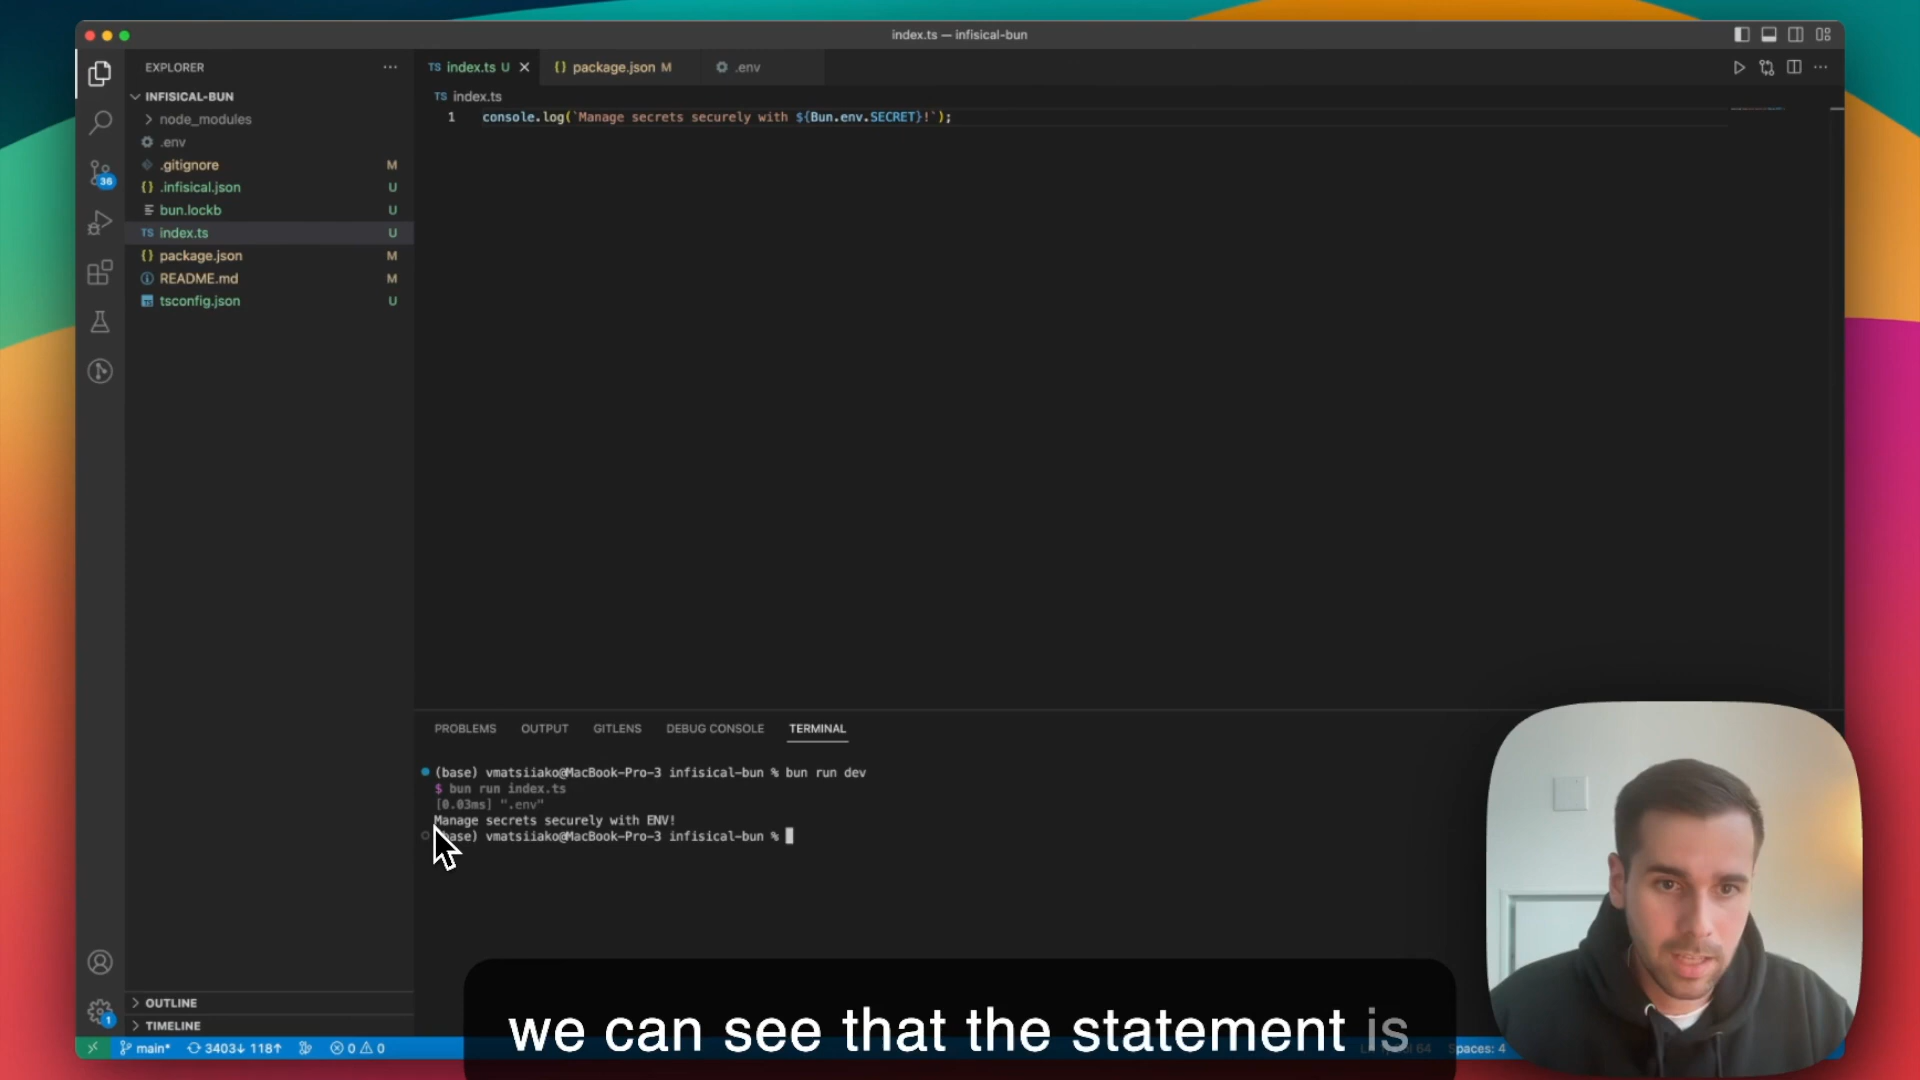 index.ts — infisical-bun
EXPLORER
INFISICAL-BUN
node_modules
.env
.gitignore M
.infisical.json U
bun.lockb U
index.ts U
package.json M
README.md M
tsconfig.json U
OUTLINE
TIMELINE
36
1
TS index.ts U
{} package.json M
.env
TS index.ts
1 console.log(`Manage secrets securely with ${Bun.env.SECRET}!`);
PROBLEMS OUTPUT GITLENS DEBUG CONSOLE TERMINAL
(base) vmatsiiako@MacBook-Pro-3 infisical-bun % bun run dev
$ bun run index.ts
[0.03ms] ".env"
Manage secrets securely with ENV!
(base) vmatsiiako@MacBook-Pro-3 infisical-bun %
we can see that the statement is
main* 3403↓ 118↑ 0 0 Spaces: 4